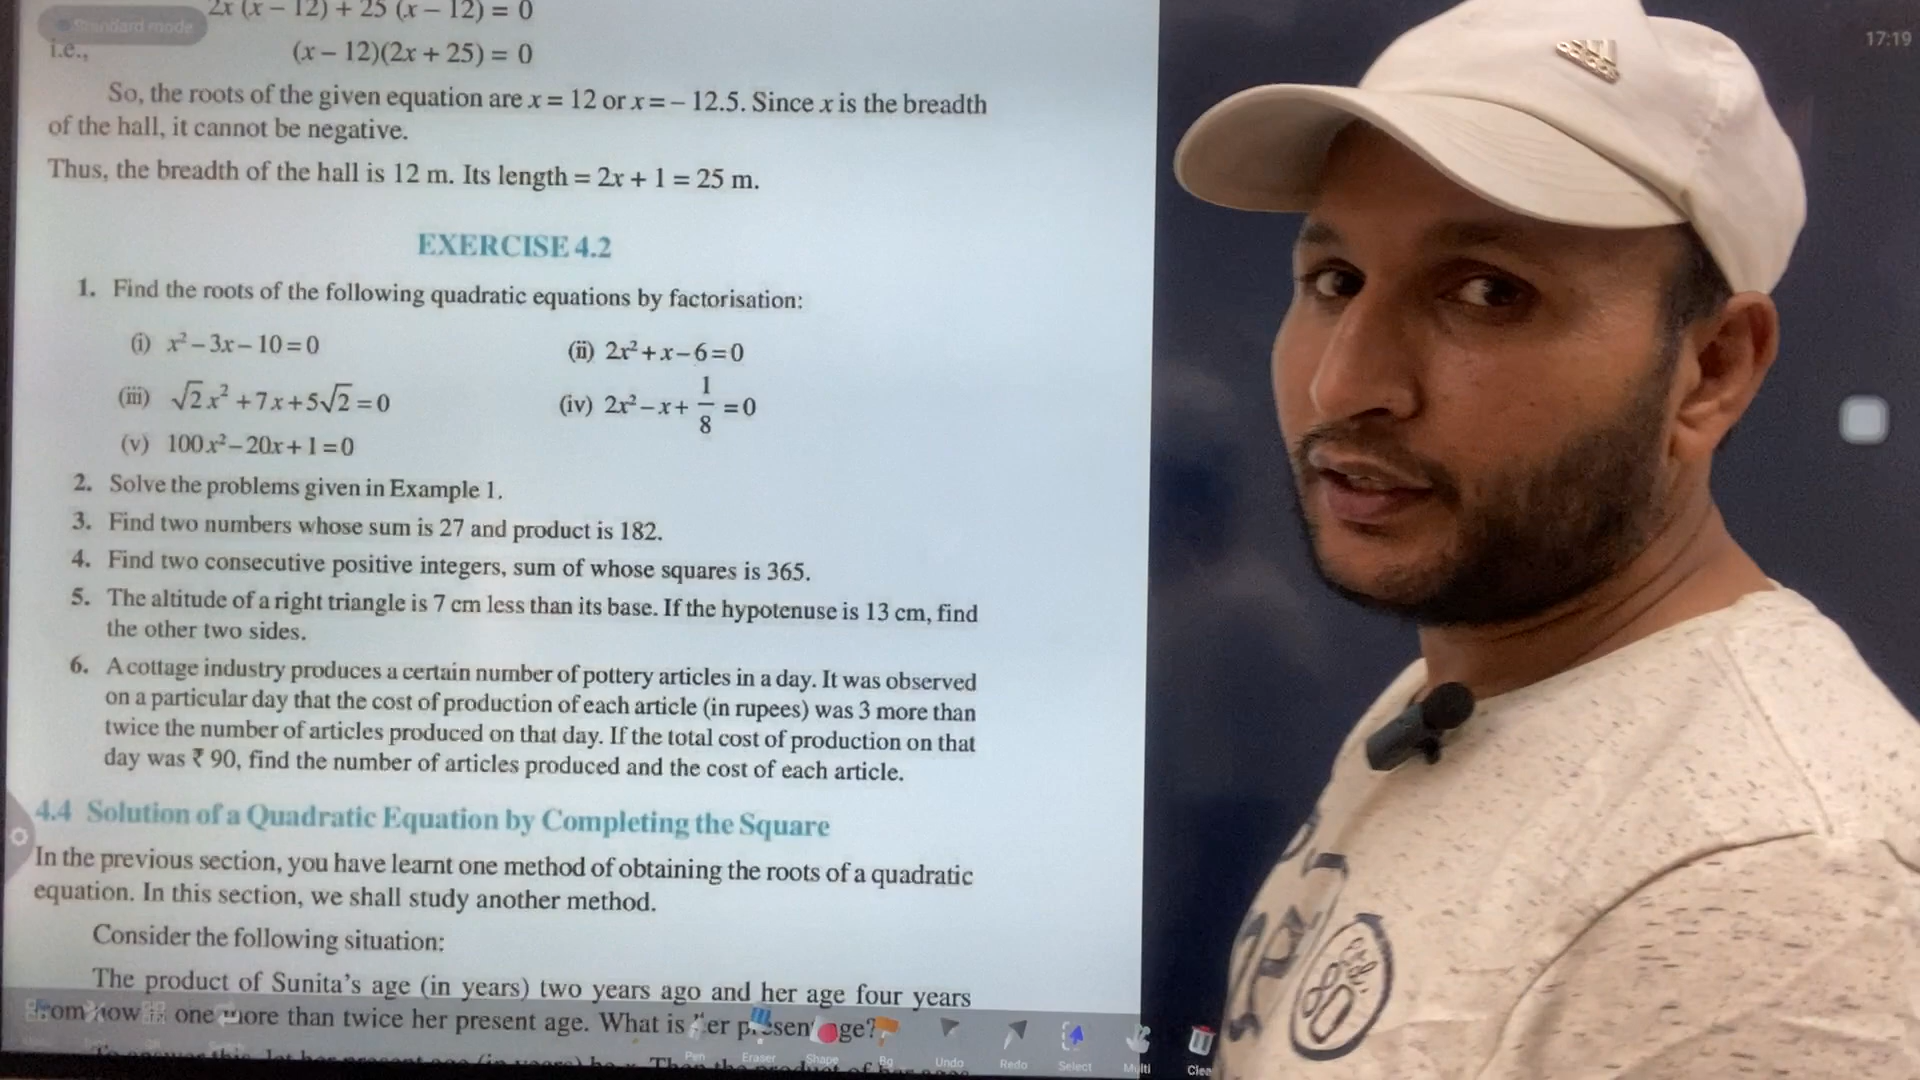 2x (x – 12) + 25 (x – 12) = 0
Standard mode
17:19
i.e., (x – 12)(2x + 25) = 0
So, the roots of the given equation are x = 12 or x = – 12.5. Since x is the breadth
of the hall, it cannot be negative.
Thus, the breadth of the hall is 12 m. Its length = 2x + 1 = 25 m.
EXERCISE 4.2
1. Find the roots of the following quadratic equations by factorisation:
(i) x² – 3x – 10 = 0 (ii) 2x² + x – 6 = 0
(iii) √2 x² + 7x + 5√2 = 0 (iv) 2x² – x + 1/8 = 0
(v) 100x² – 20x + 1 = 0
2. Solve the problems given in Example 1.
3. Find two numbers whose sum is 27 and product is 182.
4. Find two consecutive positive integers, sum of whose squares is 365.
5. The altitude of a right triangle is 7 cm less than its base. If the hypotenuse is 13 cm, find
the other two sides.
6. A cottage industry produces a certain number of pottery articles in a day. It was observed
on a particular day that the cost of production of each article (in rupees) was 3 more than
twice the number of articles produced on that day. If the total cost of production on that
day was ₹ 90, find the number of articles produced and the cost of each article.
4.4 Solution of a Quadratic Equation by Completing the Square
In the previous section, you have learnt one method of obtaining the roots of a quadratic
equation. In this section, we shall study another method.
Consider the following situation:
The product of Sunita's age (in years) two years ago and her age four years
from now one more than twice her present age. What is her present age?
Pen Eraser Shape Bg Undo Redo Select Multi Clea